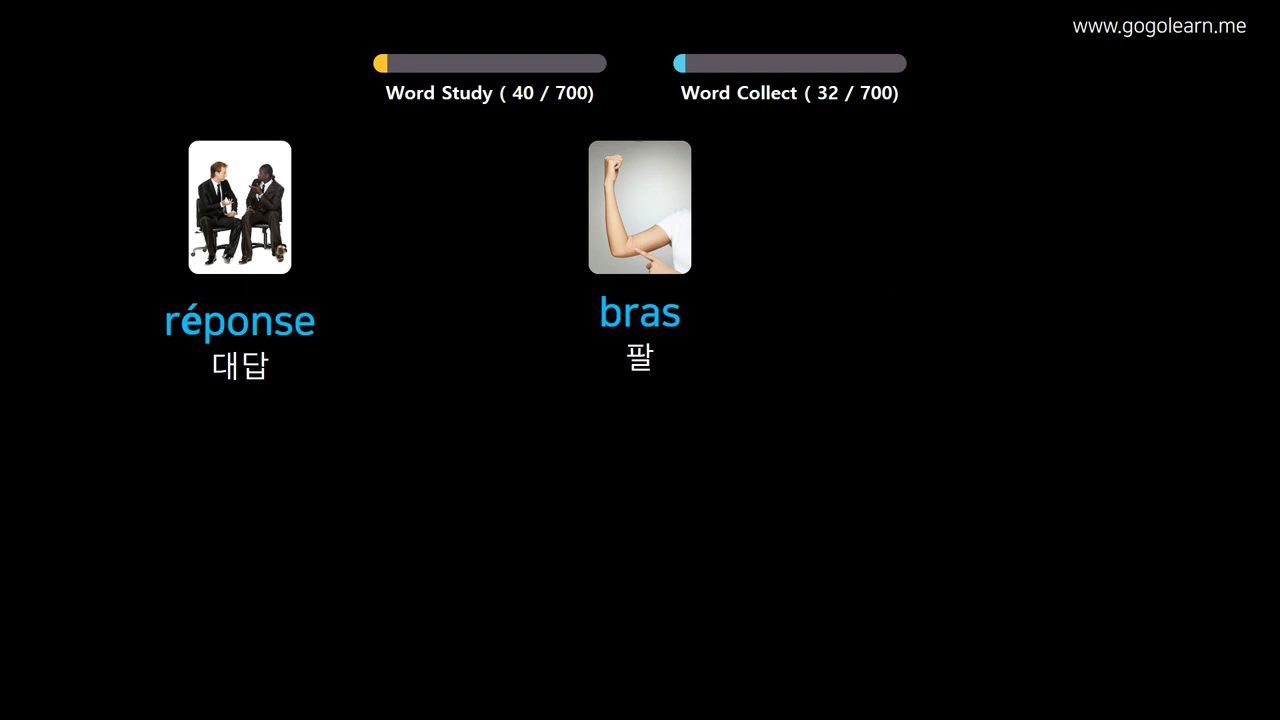 www.gogolearn.me
Word Study ( 40 / 700)
Word Collect ( 32 / 700)
réponse
대답
bras
팔